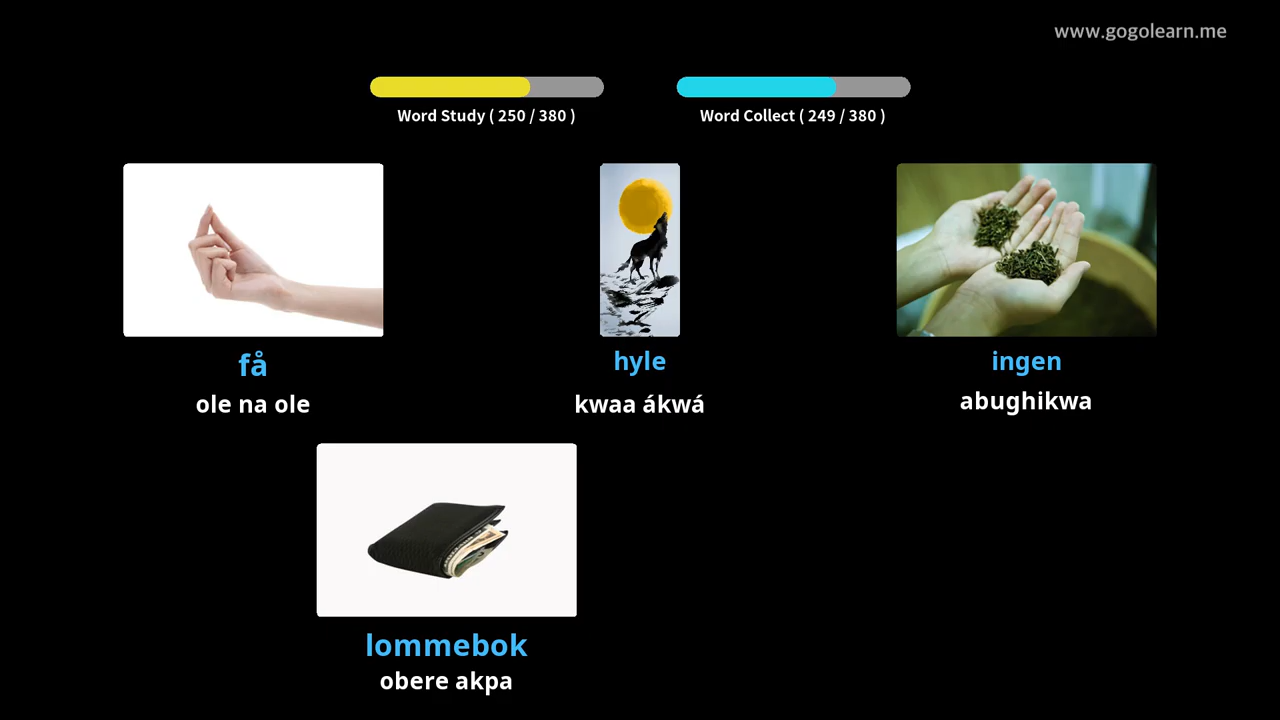 www.gogolearn.me
Word Study ( 250 / 380 )
Word Collect ( 249 / 380 )
få
ole na ole
hyle
kwaa ákwá
ingen
abughikwa
lommebok
obere akpa